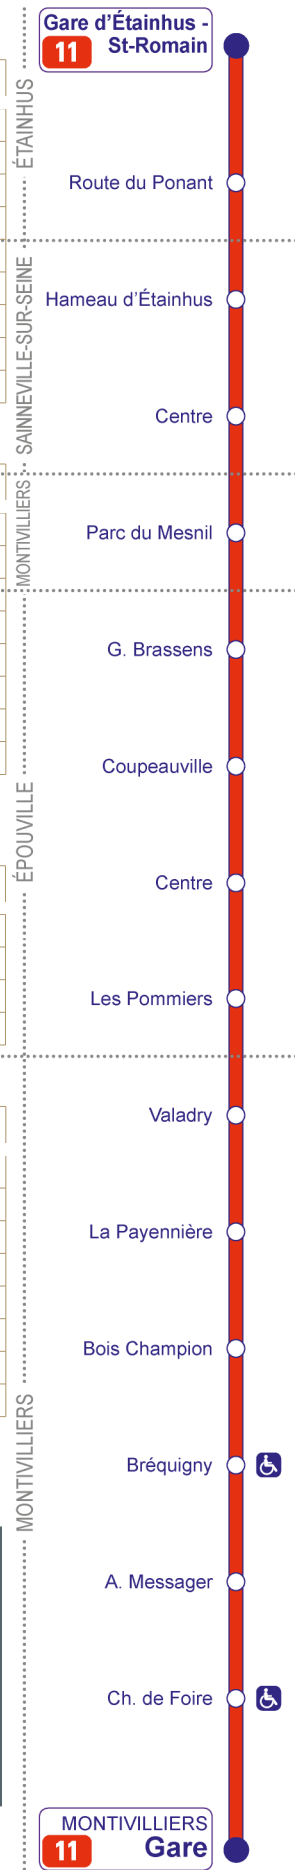 Gare d'Étainhus -
11 St-Romain
ÉTAINHUS
Route du Ponant
SAINNEVILLE-SUR-SEINE
Hameau d'Étainhus
Centre
MONTIVILLIERS
Parc du Mesnil
ÉPOUVILLE
G. Brassens
Coupeauville
Centre
Les Pommiers
MONTIVILLIERS
Valadry
La Payennière
Bois Champion
Bréquigny
A. Messager
Ch. de Foire
MONTIVILLIERS
11 Gare